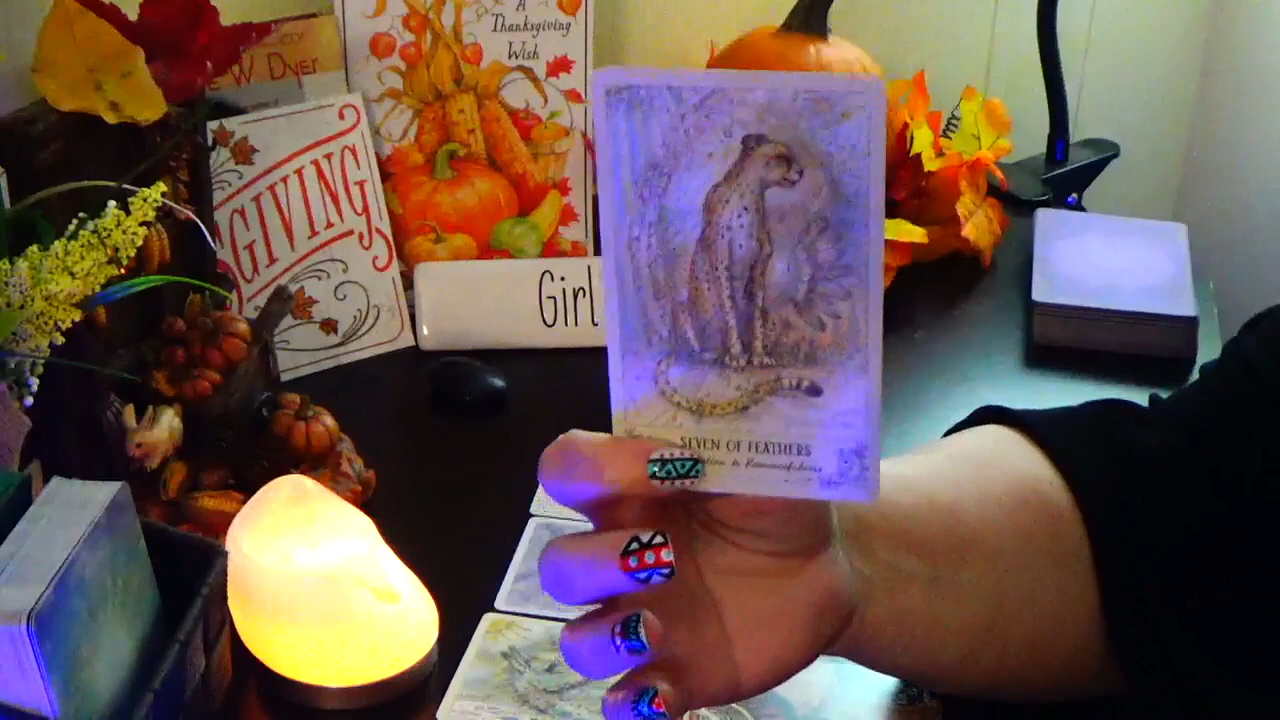 A
Thanksgiving
Wish
W Dyer
GIVING
Girl
SEVEN OF FEATHERS